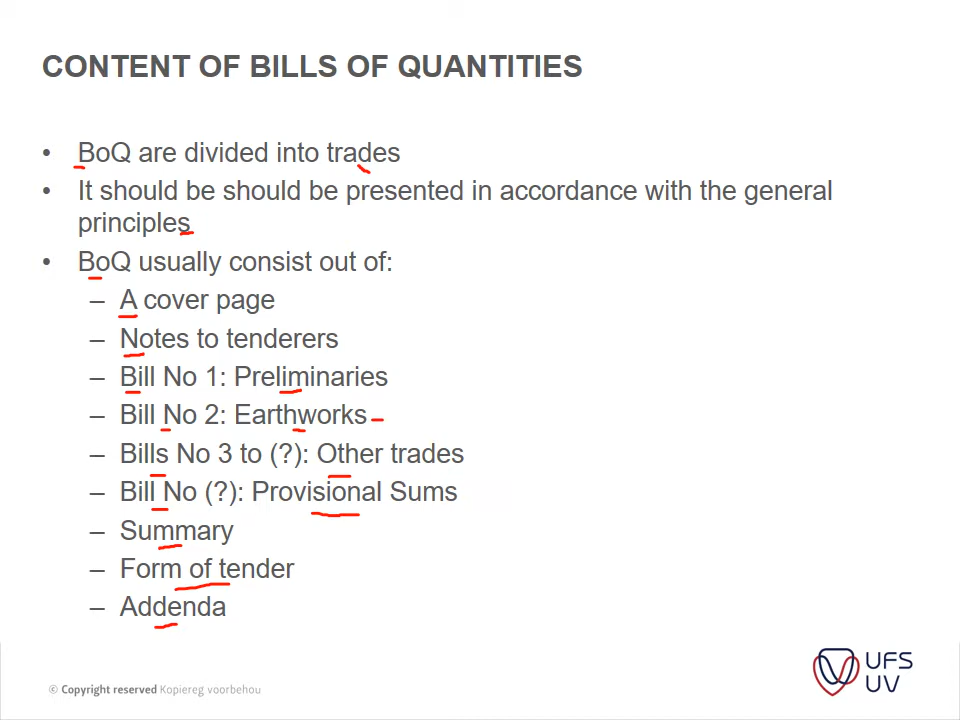 CONTENT OF BILLS OF QUANTITIES
• BoQ are divided into trades
• It should be should be presented in accordance with the general
principles
• BoQ usually consist out of:
– A cover page
– Notes to tenderers
– Bill No 1: Preliminaries
– Bill No 2: Earthworks
– Bills No 3 to (?): Other trades
– Bill No (?): Provisional Sums
– Summary
– Form of tender
– Addenda
© Copyright reserved Kopiereg voorbehou
UFS
UV